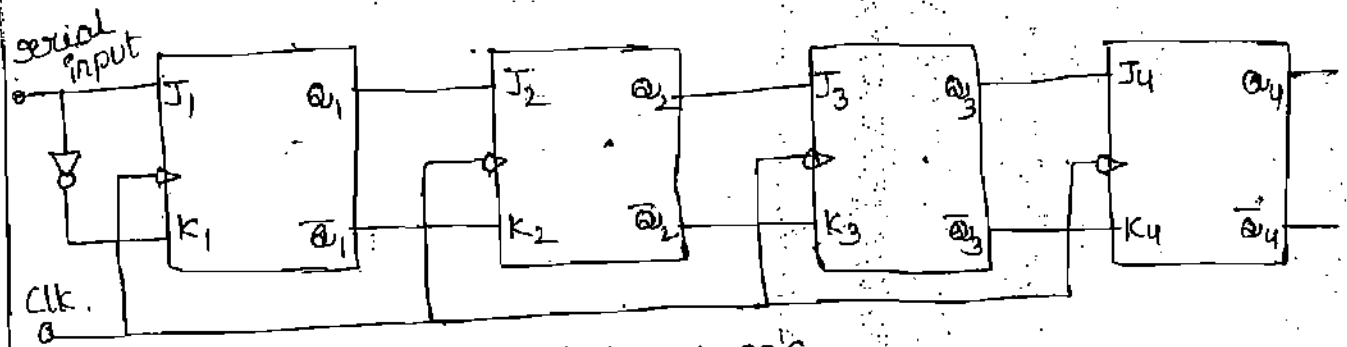 serial
input
J1 Q1 J2 Q2 J3 Q3 J4 Q4
K1 Q̅1 K2 Q̅2 K3 Q̅3 K4 Q̅4
Clk.